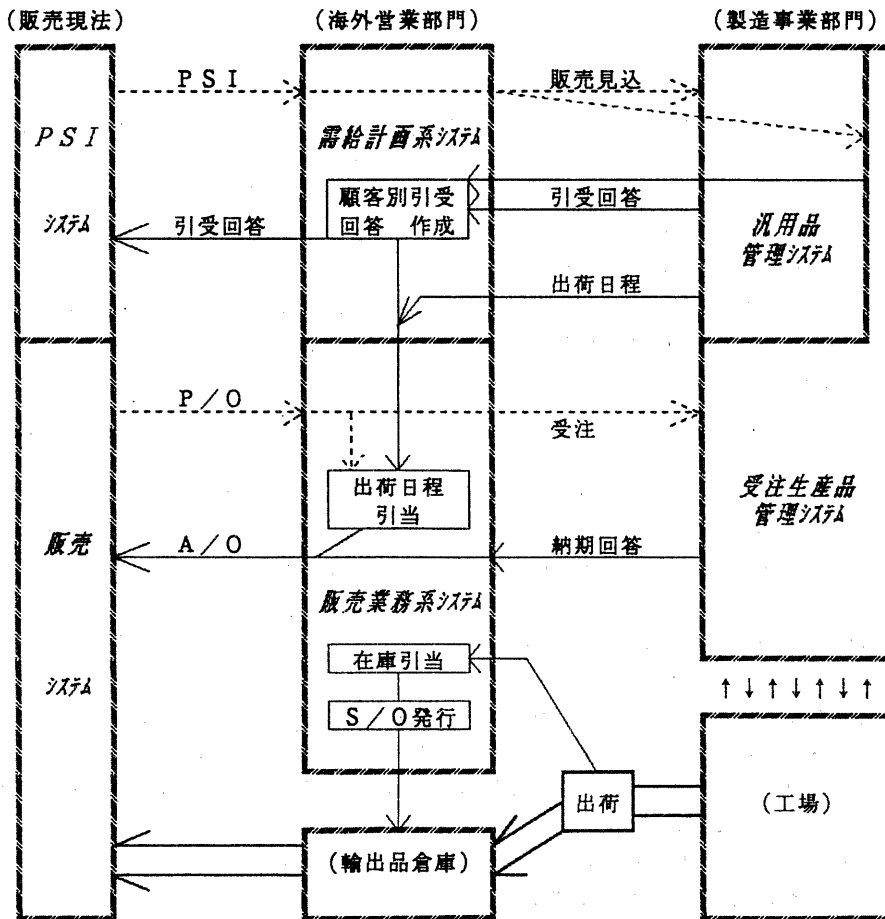 (販売現法)
(海外営業部門)
(製造事業部門)
PSI
販売見込
PSI
システム
需給計画系システム
顧客別引受
回答 作成
引受回答
引受回答
汎用品
管理システム
出荷日程
P/O
受注
出荷日程
引当
受注生産品
管理システム
販売
システム
A/O
納期回答
販売業務系システム
在庫引当
S/O発行
↑↓↑↓↑↓↑
出荷
(工場)
(輸出品倉庫)